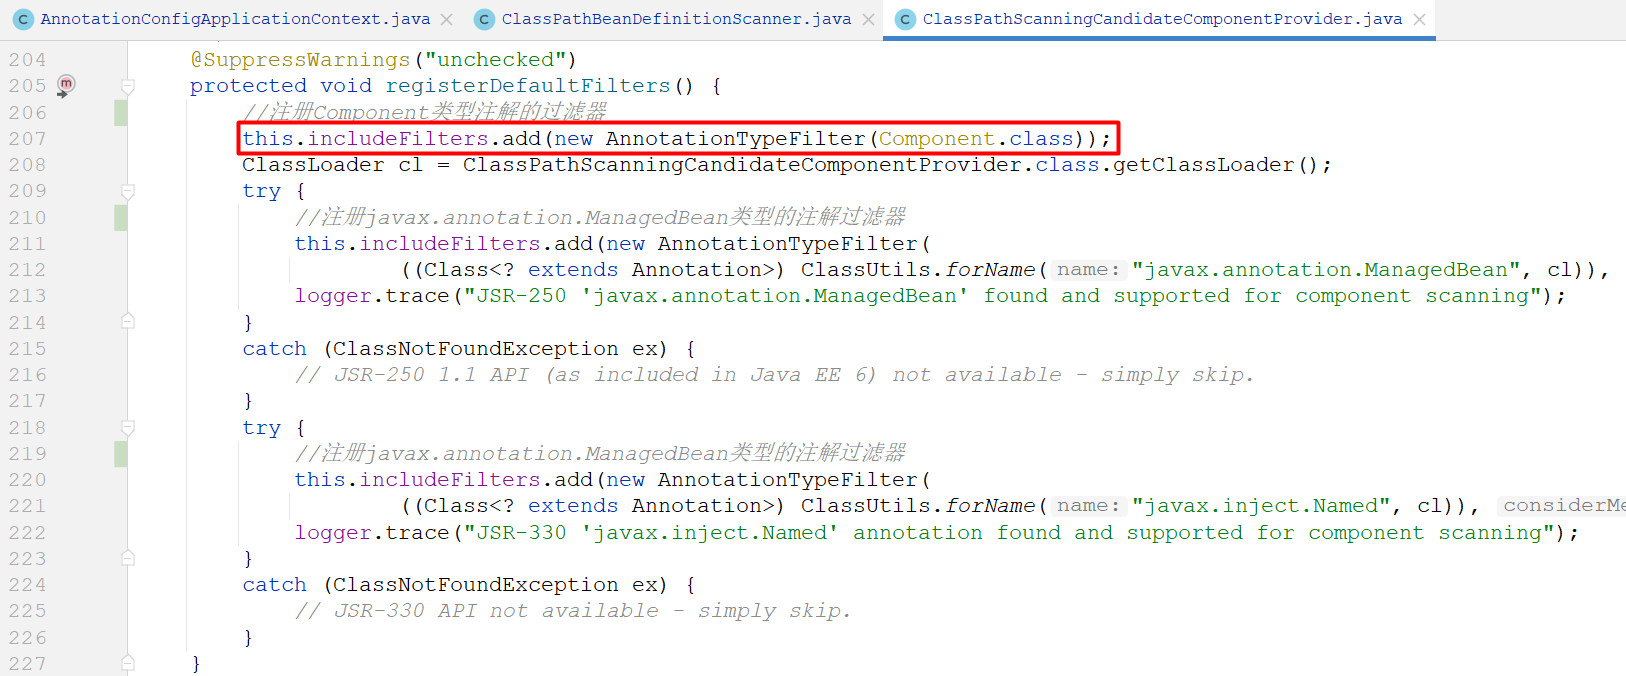 AnnotationConfigApplicationContext.java ClassPathBeanDefinitionScanner.java ClassPathScanningCandidateComponentProvider.java
204 @SuppressWarnings("unchecked")
205 protected void registerDefaultFilters() {
206 //注册Component类型注解的过滤器
207 this.includeFilters.add(new AnnotationTypeFilter(Component.class));
208 ClassLoader cl = ClassPathScanningCandidateComponentProvider.class.getClassLoader();
209 try {
210 //注册javax.annotation.ManagedBean类型的注解过滤器
211 this.includeFilters.add(new AnnotationTypeFilter(
212 ((Class<? extends Annotation>) ClassUtils.forName( name: "javax.annotation.ManagedBean", cl)),
213 logger.trace("JSR-250 'javax.annotation.ManagedBean' found and supported for component scanning");
214 }
215 catch (ClassNotFoundException ex) {
216 // JSR-250 1.1 API (as included in Java EE 6) not available - simply skip.
217 }
218 try {
219 //注册javax.annotation.ManagedBean类型的注解过滤器
220 this.includeFilters.add(new AnnotationTypeFilter(
221 ((Class<? extends Annotation>) ClassUtils.forName( name: "javax.inject.Named", cl)), considerMe
222 logger.trace("JSR-330 'javax.inject.Named' annotation found and supported for component scanning");
223 }
224 catch (ClassNotFoundException ex) {
225 // JSR-330 API not available - simply skip.
226 }
227 }